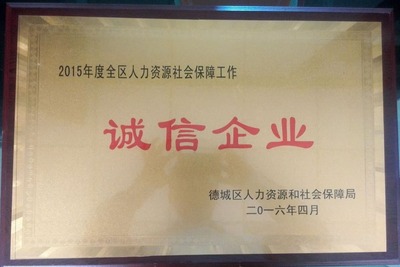 2015年度全区人力资源社会保障工作
诚信企业
德城区人力资源和社会保障局
二0一六年四月